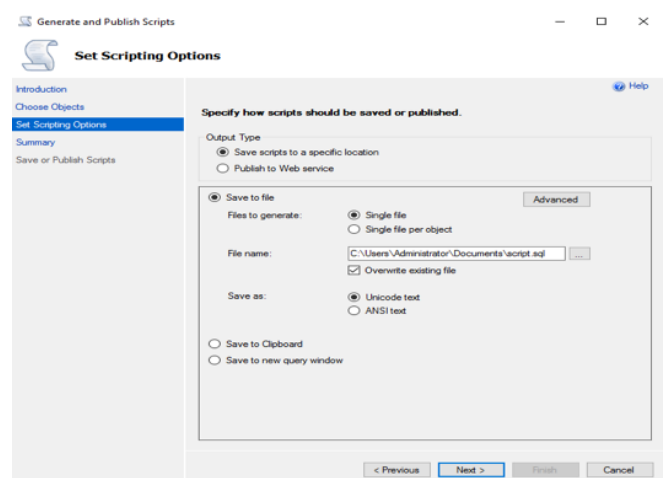 Generate and Publish Scripts
Set Scripting Options
Help
Introduction
Choose Objects
Set Scripting Options
Summary
Save or Publish Scripts
Specify how scripts should be saved or published.
Output Type
Save scripts to a specific location
Publish to Web service
Save to file
Advanced
Files to generate:
Single file
Single file per object
File name:
C:\Users\Administrator\Documents\script.sql
...
Overwrite existing file
Save as:
Unicode text
ANSI text
Save to Clipboard
Save to new query window
< Previous
Next >
Finish
Cancel